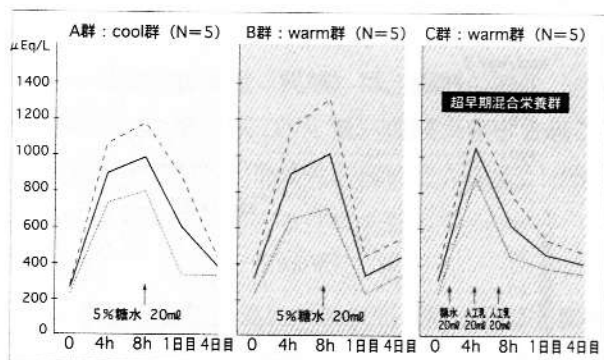 A群：cool群（N＝5）
B群：warm群（N＝5）
C群：warm群（N＝5）
μEq/L
超早期混合栄養群
1400
1200
1000
800
600
400
200
0
5%糖水 20ml
5%糖水 20ml
糖水 人工乳 人工乳
20ml 20ml 20ml
0 4h 8h 1日目 4日目
0 4h 8h 1日目 4日目
0 4h 8h 1日目 4日目